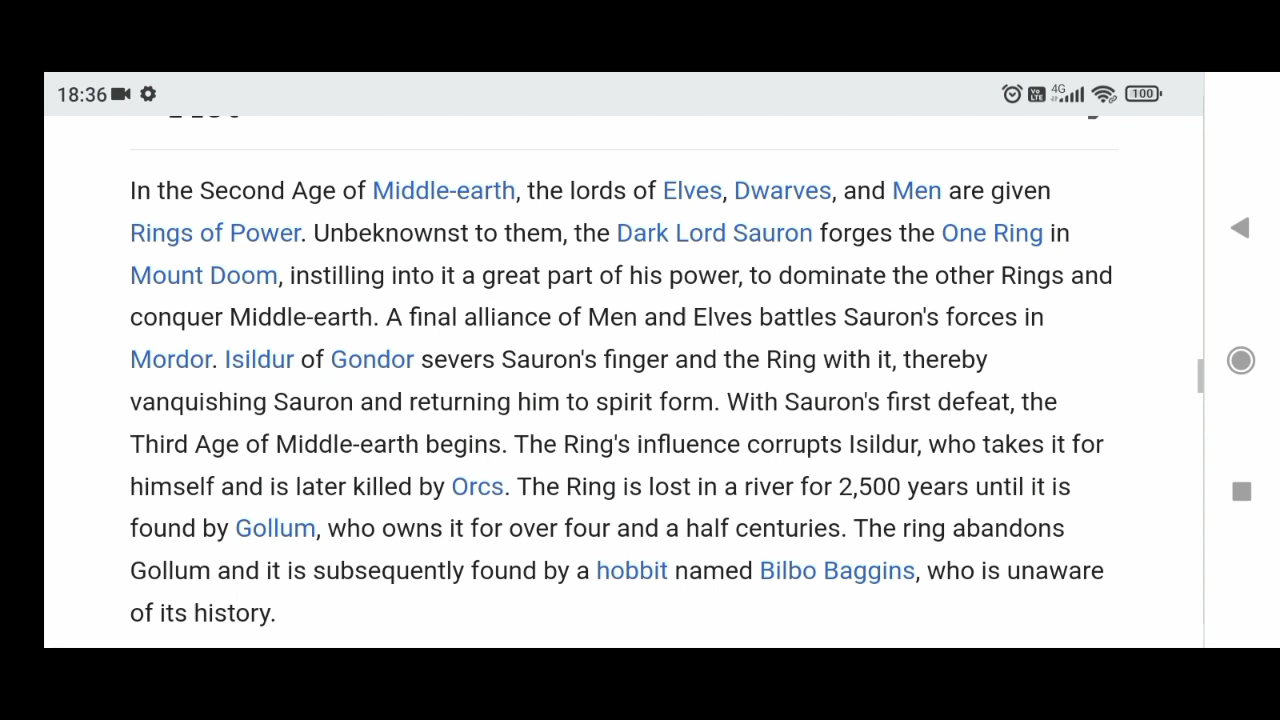 18:36
4G
Vo LTE
100
In the Second Age of Middle-earth, the lords of Elves, Dwarves, and Men are given
Rings of Power. Unbeknownst to them, the Dark Lord Sauron forges the One Ring in
Mount Doom, instilling into it a great part of his power, to dominate the other Rings and
conquer Middle-earth. A final alliance of Men and Elves battles Sauron's forces in
Mordor. Isildur of Gondor severs Sauron's finger and the Ring with it, thereby
vanquishing Sauron and returning him to spirit form. With Sauron's first defeat, the
Third Age of Middle-earth begins. The Ring's influence corrupts Isildur, who takes it for
himself and is later killed by Orcs. The Ring is lost in a river for 2,500 years until it is
found by Gollum, who owns it for over four and a half centuries. The ring abandons
Gollum and it is subsequently found by a hobbit named Bilbo Baggins, who is unaware
of its history.